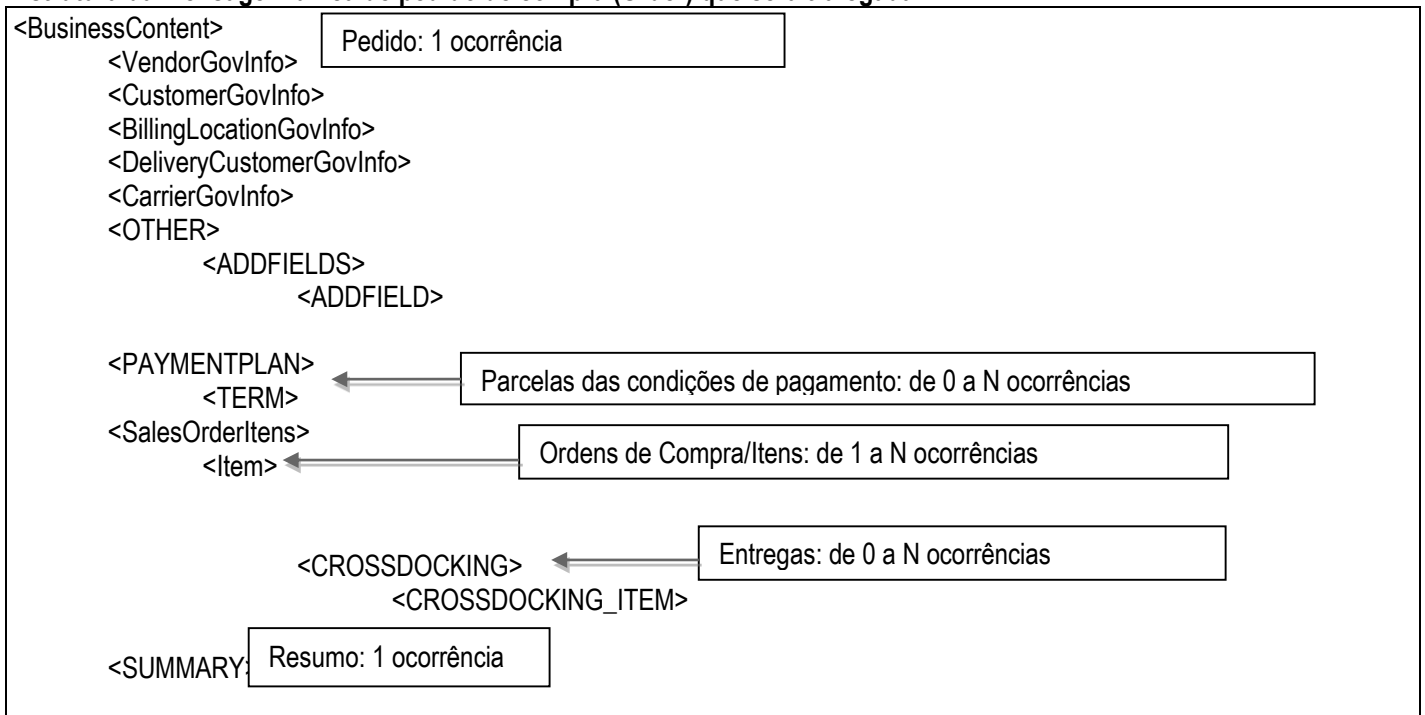 <BusinessContent>
Pedido: 1 ocorrência
<VendorGovInfo>
<CustomerGovInfo>
<BillingLocationGovInfo>
<DeliveryCustomerGovInfo>
<CarrierGovInfo>
<OTHER>
<ADDFIELDS>
<ADDFIELD>
<PAYMENTPLAN>
Parcelas das condições de pagamento: de 0 a N ocorrências
<TERM>
<SalesOrderItens>
Ordens de Compra/Itens: de 1 a N ocorrências
<Item>
Entregas: de 0 a N ocorrências
<CROSSDOCKING>
<CROSSDOCKING_ITEM>
Resumo: 1 ocorrência
<SUMMARY>